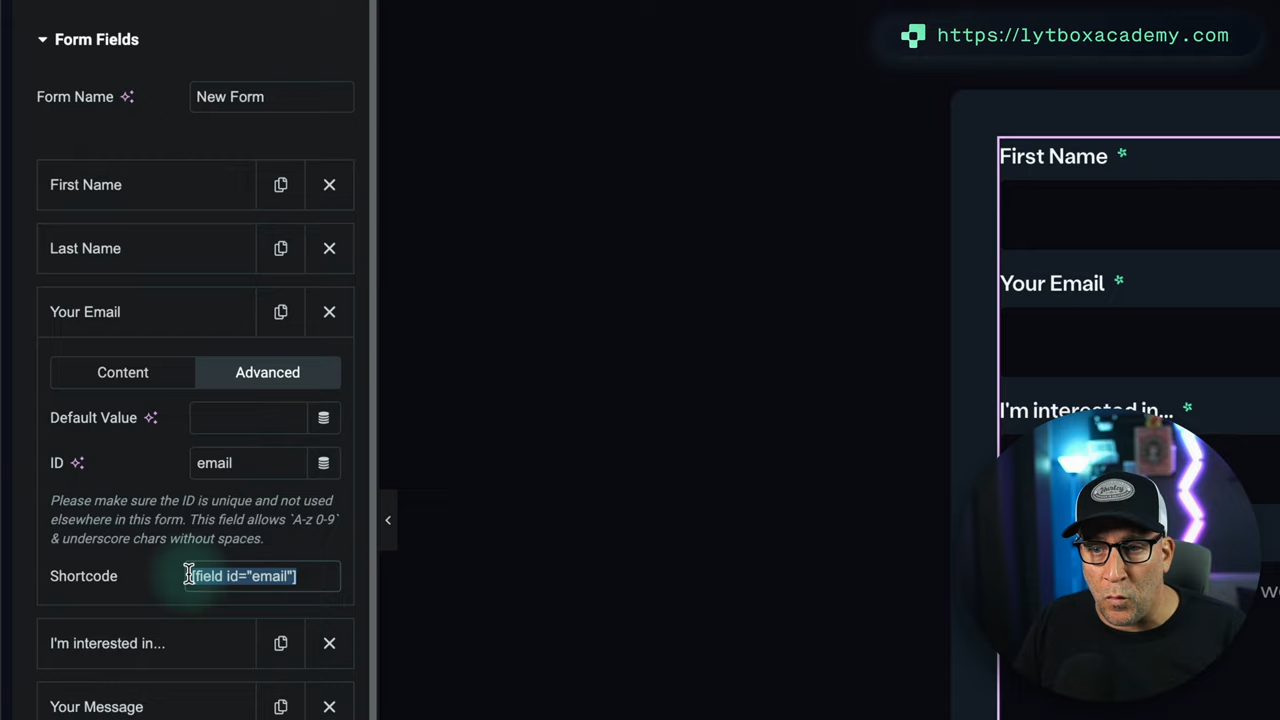 Form Fields
https://lytboxacademy.com
Form Name
New Form
First Name
Last Name
Your Email
Content
Advanced
Default Value
ID
email
Please make sure the ID is unique and not used
elsewhere in this form. This field allows `A-z 0-9`
& underscore chars without spaces.
Shortcode
[field id="email"]
I'm interested in...
Your Message
First Name *
Your Email *
I'm interested in... *